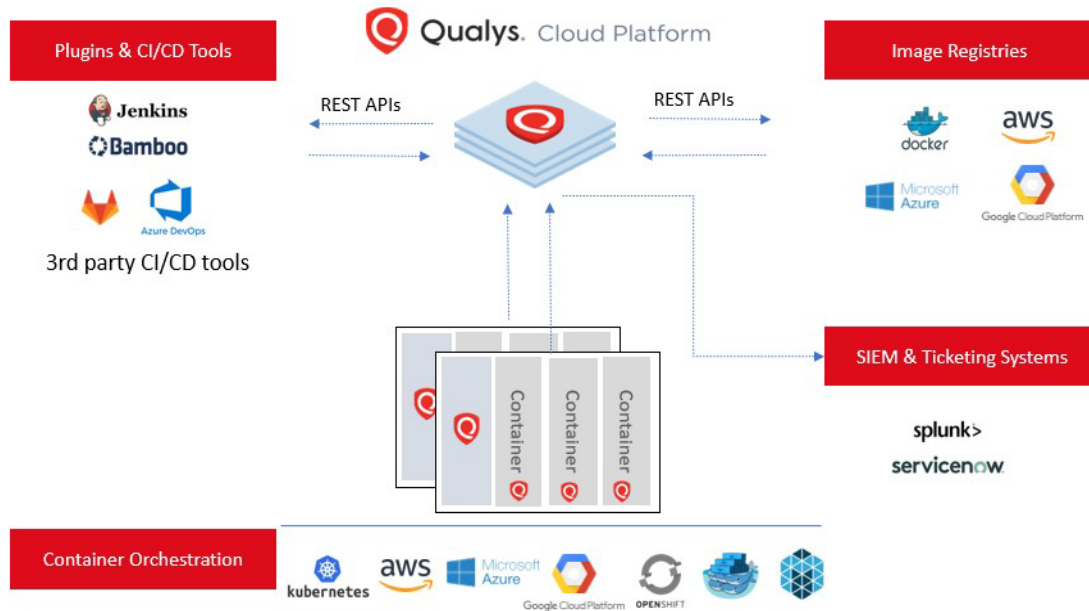 Qualys. Cloud Platform
Plugins & CI/CD Tools
Jenkins
Bamboo
Azure DevOps
3rd party CI/CD tools
REST APIs
REST APIs
Image Registries
docker
aws
Microsoft
Azure
Google Cloud Platform
Container
Container
Container
SIEM & Ticketing Systems
splunk>
servicenow
Container Orchestration
kubernetes
aws
Microsoft
Azure
Google Cloud Platform
OPENSHIFT